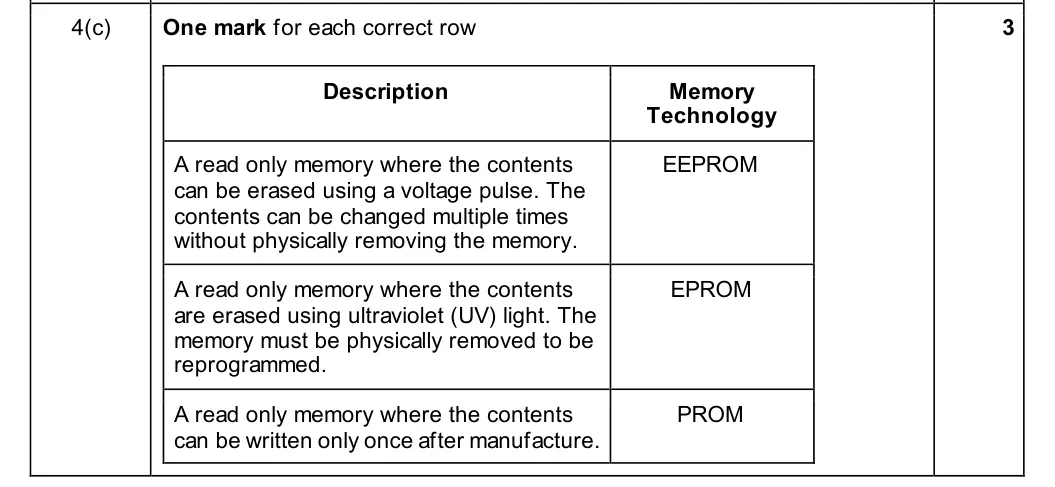 4(c) One mark for each correct row 3
Description Memory
Technology
A read only memory where the contents EEPROM
can be erased using a voltage pulse. The
contents can be changed multiple times
without physically removing the memory.
A read only memory where the contents EPROM
are erased using ultraviolet (UV) light. The
memory must be physically removed to be
reprogrammed.
A read only memory where the contents PROM
can be written only once after manufacture.